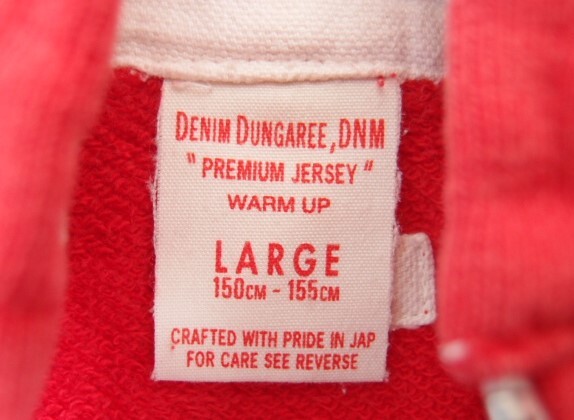 DENIM DUNGAREE, DNM
"PREMIUM JERSEY"
WARM UP
LARGE
150CM - 155CM
CRAFTED WITH PRIDE IN JAP
FOR CARE SEE REVERSE